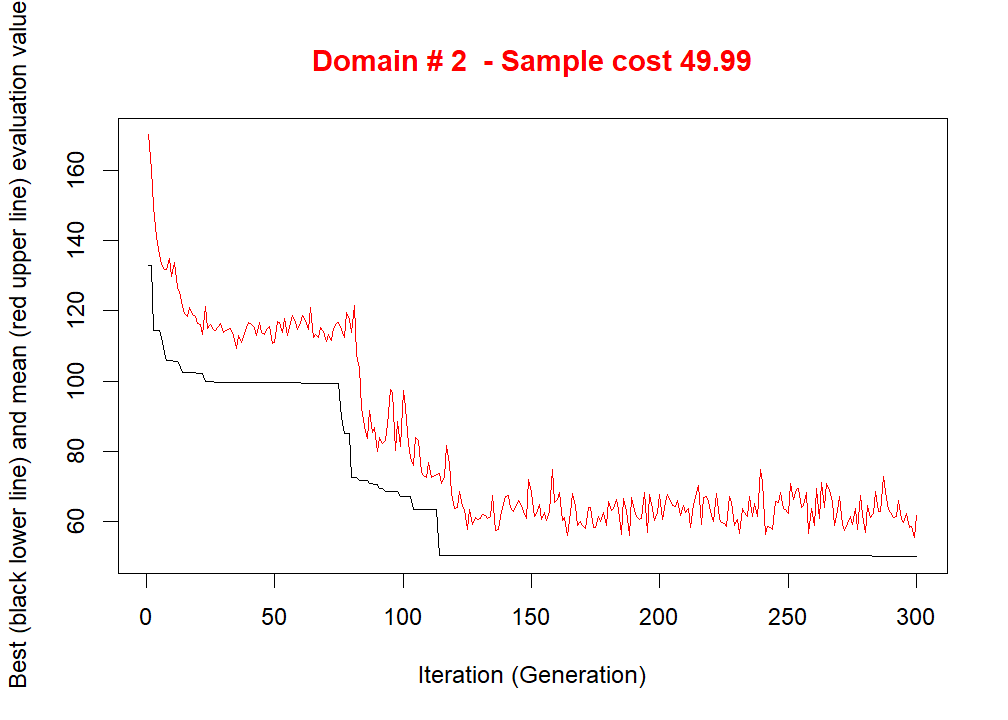 Domain # 2  - Sample cost 49.99
Best (black lower line) and mean (red upper line) evaluation value
160
140
120
100
80
60
0 50 100 150 200 250 300
Iteration (Generation)